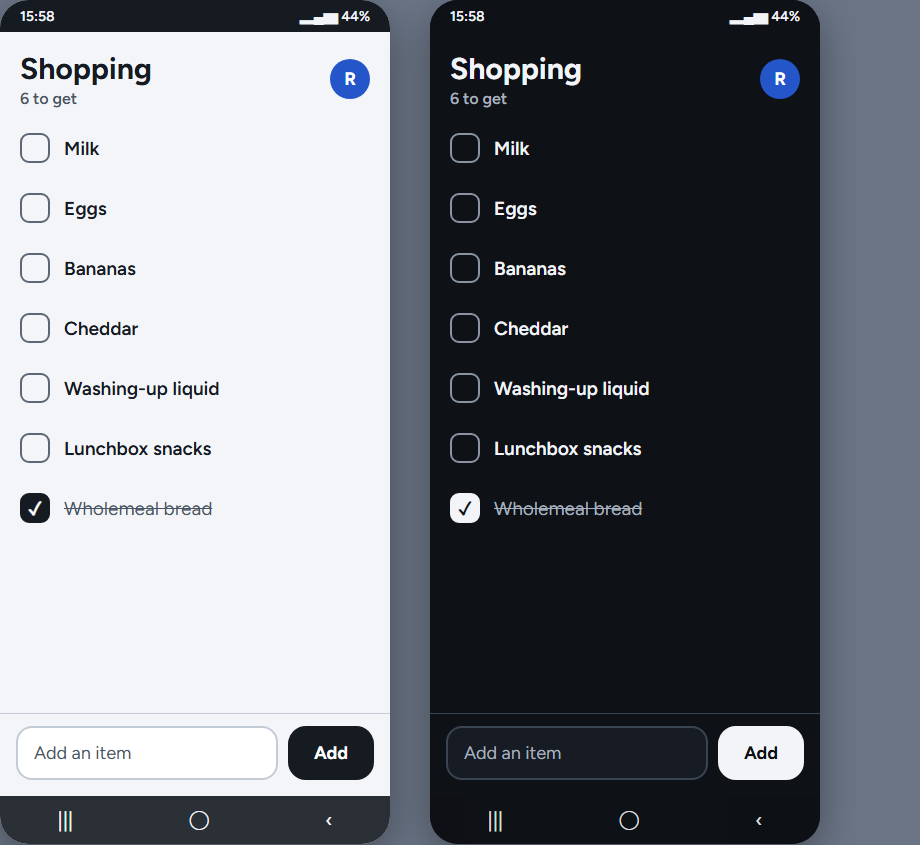 15:58 44%
Shopping
6 to get
R
Milk
Eggs
Bananas
Cheddar
Washing-up liquid
Lunchbox snacks
Wholemeal bread
Add an item
Add
15:58 44%
Shopping
6 to get
R
Milk
Eggs
Bananas
Cheddar
Washing-up liquid
Lunchbox snacks
Wholemeal bread
Add an item
Add